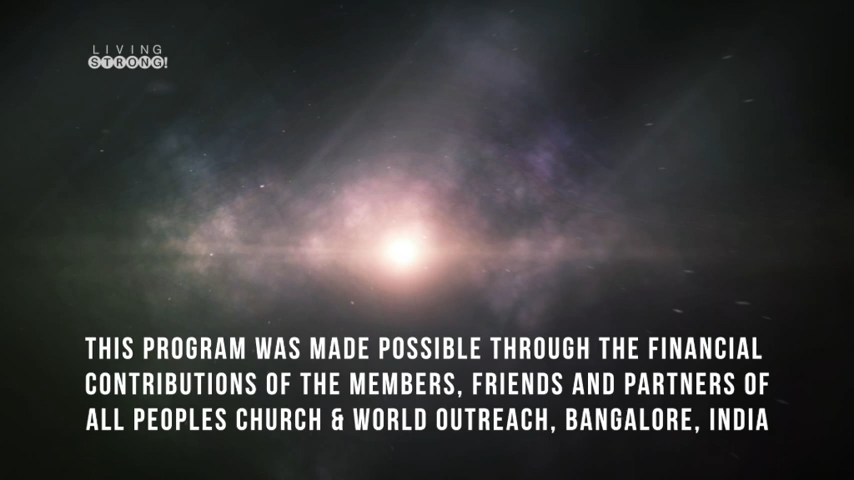 LIVING
STRONG!
THIS PROGRAM WAS MADE POSSIBLE THROUGH THE FINANCIAL
CONTRIBUTIONS OF THE MEMBERS, FRIENDS AND PARTNERS OF
ALL PEOPLES CHURCH & WORLD OUTREACH, BANGALORE, INDIA